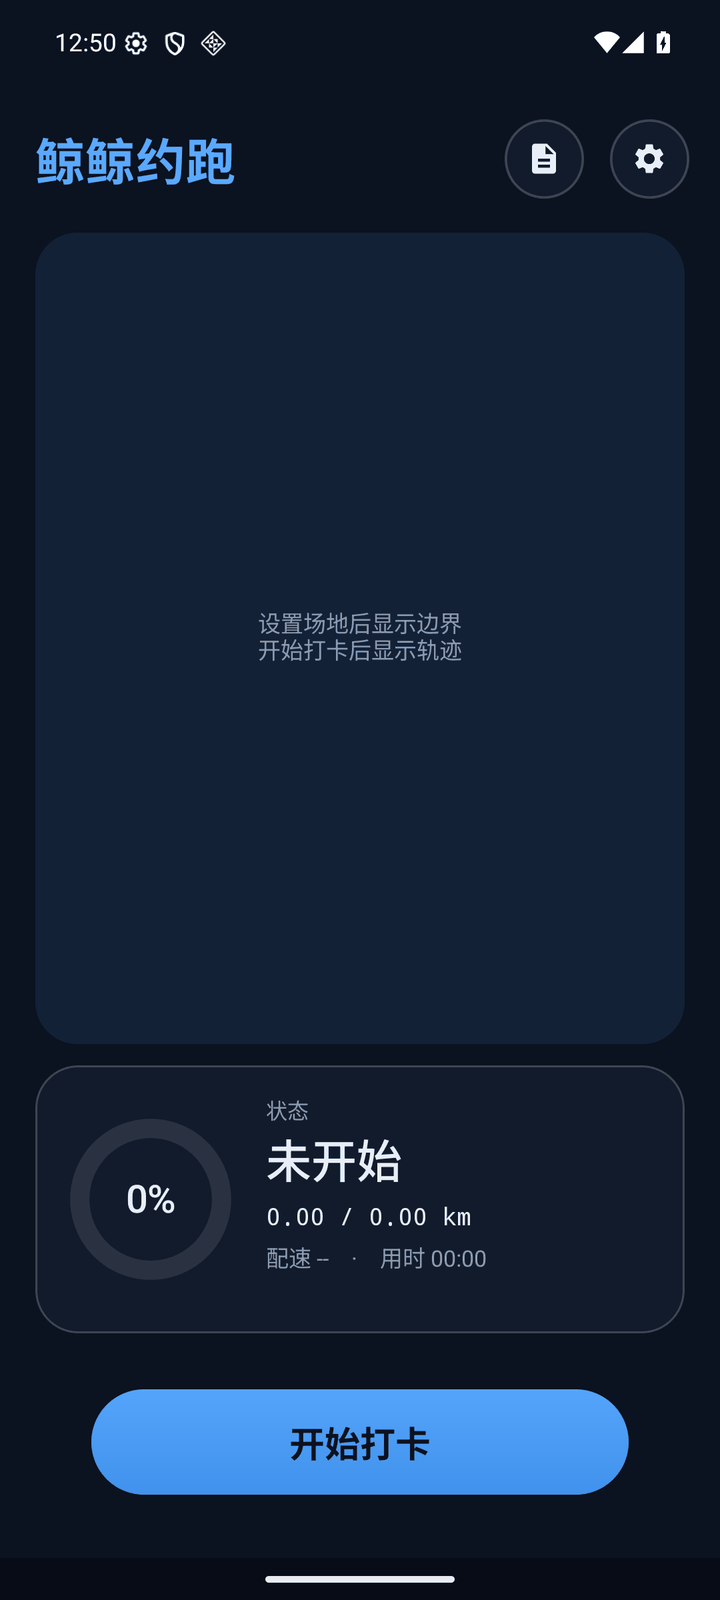 12:50
鲸鲸约跑
设置场地后显示边界
开始打卡后显示轨迹
状态
未开始
0%
0.00 / 0.00 km
配速 -- · 用时 00:00
开始打卡